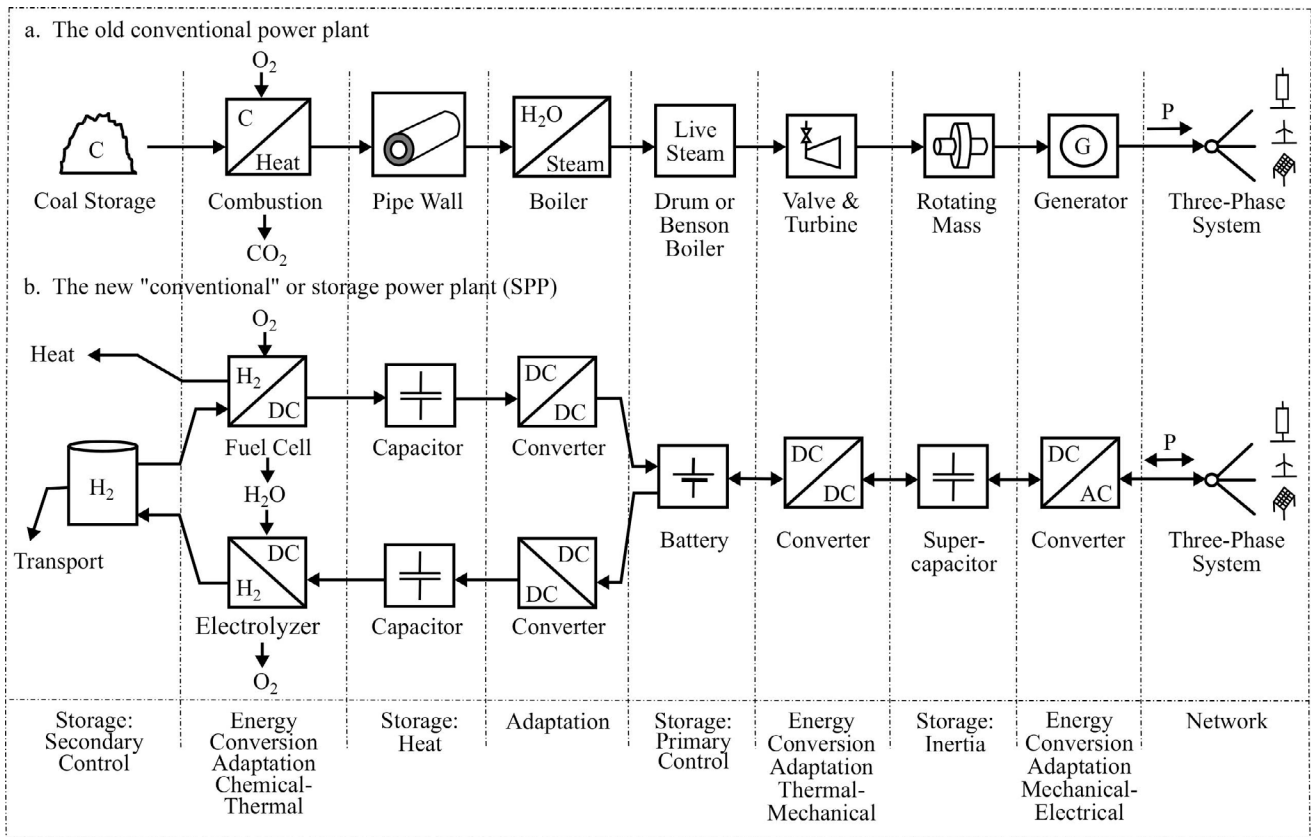 a. The old conventional power plant
O₂
C
C
Heat
H₂O
Steam
Live
Steam
G
P
Coal Storage
Combustion
Pipe Wall
Boiler
Drum or
Benson
Boiler
Valve &
Turbine
Rotating
Mass
Generator
Three-Phase
System
CO₂
b. The new "conventional" or storage power plant (SPP)
O₂
Heat
H₂
DC
DC
DC
Fuel Cell
Capacitor
Converter
H₂
H₂O
DC
DC
DC
AC
P
Battery
Converter
Super-
capacitor
Converter
Three-Phase
System
Transport
DC
H₂
DC
DC
Electrolyzer
Capacitor
Converter
O₂
Storage:
Secondary
Control
Energy
Conversion
Adaptation
Chemical-
Thermal
Storage:
Heat
Adaptation
Storage:
Primary
Control
Energy
Conversion
Adaptation
Thermal-
Mechanical
Storage:
Inertia
Energy
Conversion
Adaptation
Mechanical-
Electrical
Network